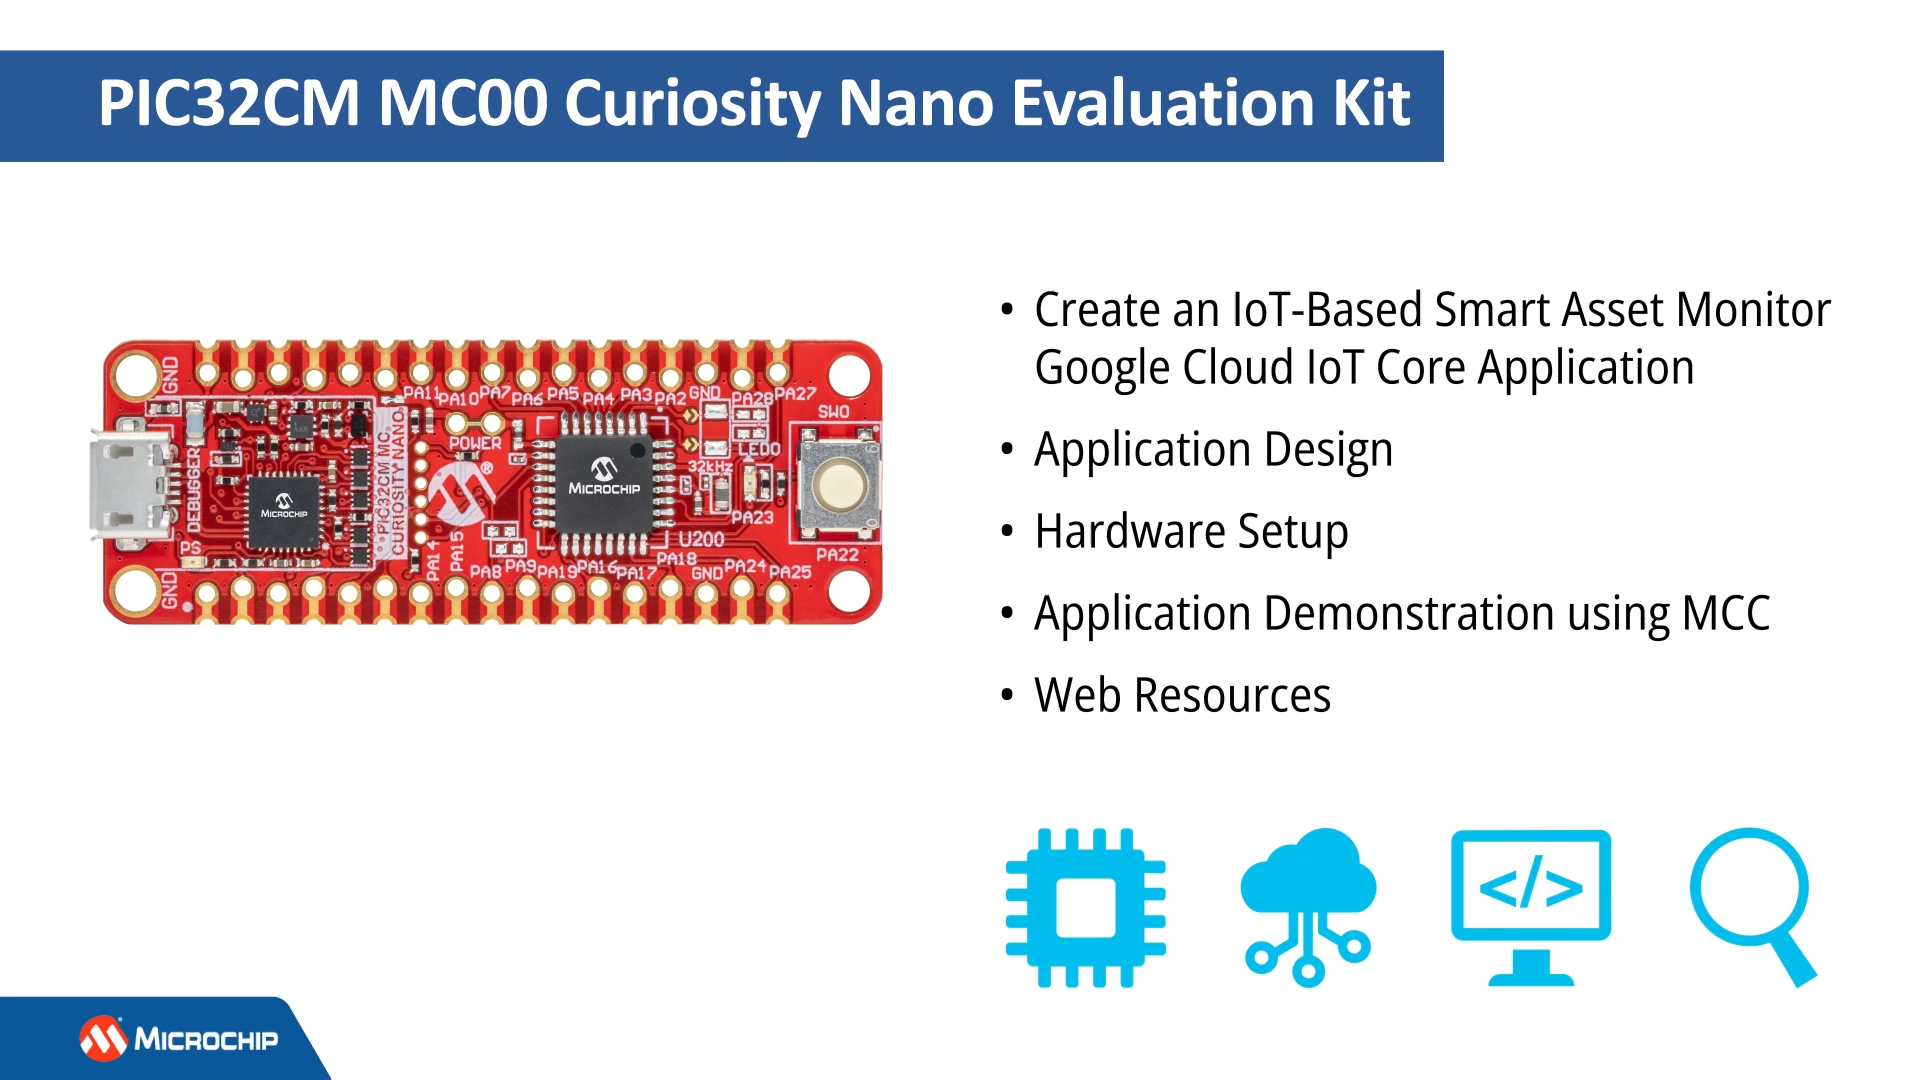 PIC32CM MC00 Curiosity Nano Evaluation Kit
• Create an IoT-Based Smart Asset Monitor
Google Cloud IoT Core Application
• Application Design
• Hardware Setup
• Application Demonstration using MCC
• Web Resources
GND
PA11
PA10
PA7
PA6
PA5
PA4
PA3
PA2
GND
PA28
PA27
SW0
POWER
LED0
32kHz
DEBUGGER
MICROCHIP
PIC32CM MC
CURIOSITY NANO
®
MICROCHIP
PA23
U200
PA22
PS
GND
PA14
PA15
PA8
PA9
PA19
PA16
PA17
PA18
GND
PA24
PA25
</>
MICROCHIP